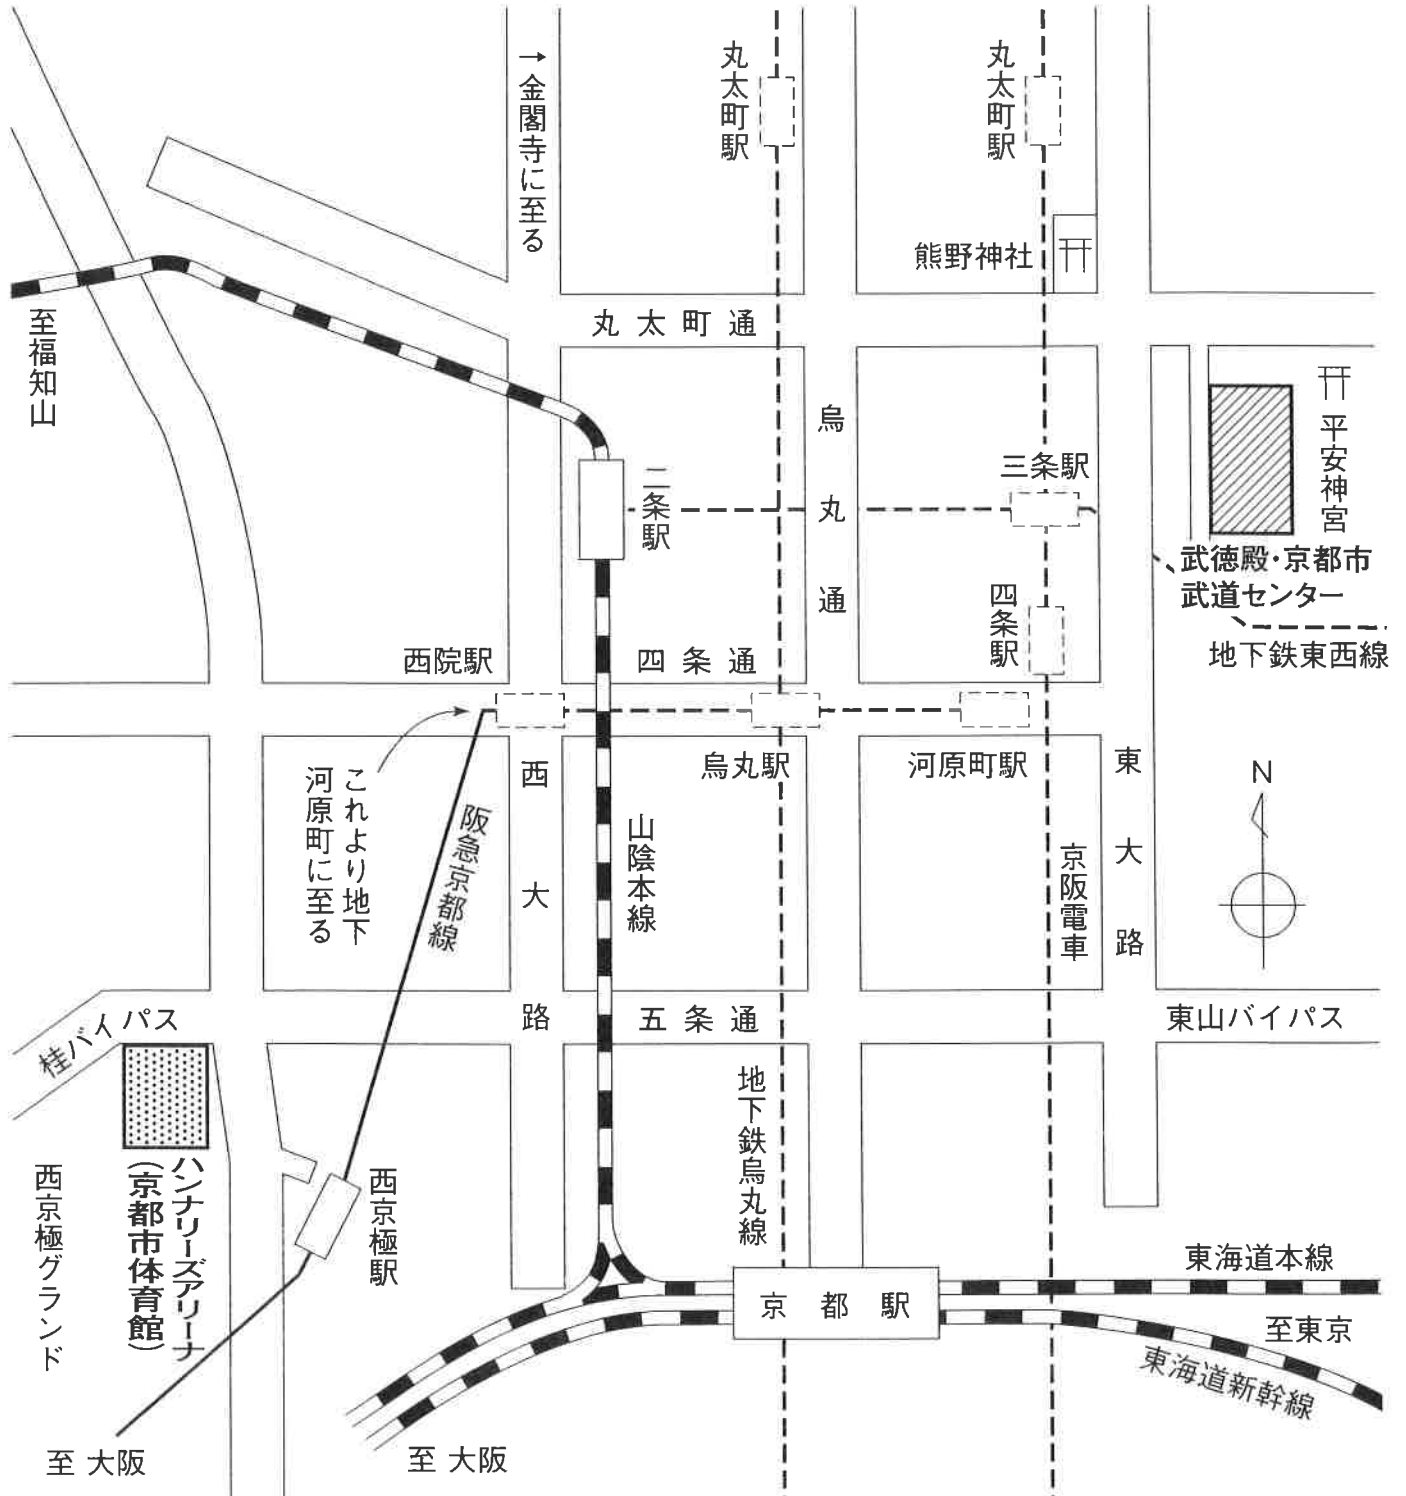 →金閣寺に至る
丸太町駅
丸太町駅
熊野神社
丸太町通
至福知山
烏丸通
平安神宮
二条駅
三条駅
武徳殿・京都市
武道センター
四条駅
地下鉄東西線
西院駅
四条通
烏丸駅
河原町駅
西大路
東大路
N
これより地下
河原町に至る
阪急京都線
山陰本線
京阪電車
桂バイパス
五条通
東山バイパス
地下鉄烏丸線
ハンナリーズアリーナ
(京都市体育館)
西京極グランド
西京極駅
東海道本線
京都駅
至東京
東海道新幹線
至 大阪
至 大阪